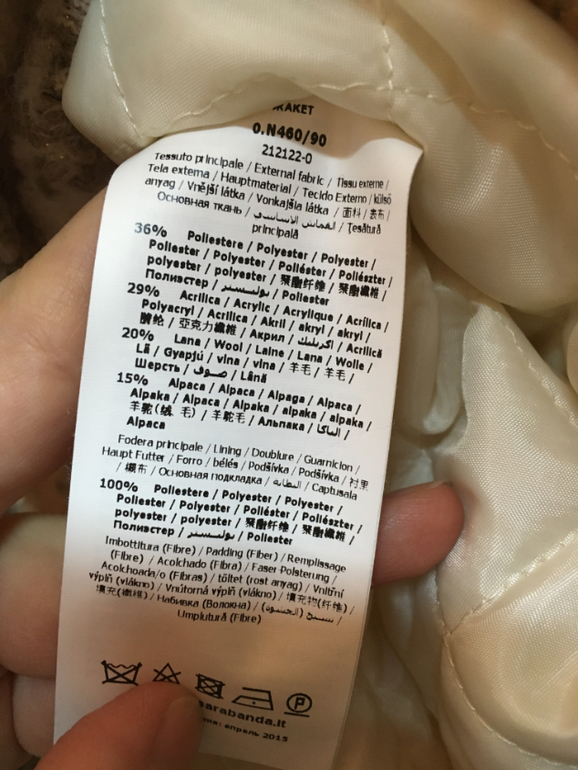 0.N460/90
212122-0
Tessuto principale / External fabric / Tissu externe /
Tela externa / Hauptmaterial / Tecido Externo / külső
anyag / Vnější látka / Vonkajšia látka / 面料 / 表布 /
Основная ткань / القماش الأساسي / Țesătură
principală
36% Poliestere / Polyester / Polyester /
Poliester / Polyester / Poliéster / Poliészter /
polyester / polyester / 聚酯纤维 / 聚酯纖維 /
Полиэстер / بوليستر / Poliester
29% Acrilica / Acrylic / Acrylique / Acrílica /
Polyacryl / Acrílica / Akril / akryl / akryl /
腈纶 / 亞克力纖維 / Акрил / اكريليك / Acrilică
20% Lana / Wool / Laine / Lana / Wolle /
Lã / Gyapjú / vlna / vlna / 羊毛 / 羊毛 /
Шерсть / صوف / Lână
15% Alpaca / Alpaca / Alpaga / Alpaca /
Alpaka / Alpaca / Alpaka / alpaka / alpaka /
羊驼(绒, 毛) / 羊駝毛 / Альпака / الباكا /
Alpaca
Fodera principale / Lining / Doublure / Guarnicion /
Haupt Futter / Forro / bélés / Podšívka / Podšívka / 衬里
/ 襯布 / Основная подкладка / البطانة / Captusala
100% Poliestere / Polyester / Polyester /
Poliester / Polyester / Poliéster / Poliészter /
polyester / polyester / 聚酯纤维 / 聚酯纖維 /
Полиэстер / بوليستر / Poliester
Imbottitura (Fibre) / Padding (Fiber) / Remplissage
(Fibre) / Acolchado (Fibra) / Faser Polsterung /
Acolchoada/o (Fibras) / töltet (rost anyag) / Vnitřní
výplň (vlákno) / Vnútorná výplň (vlákno) / 填充物(纤维) /
填充(纖維) / Набивка (Волокна) /
Umplutură (Fibre)
P
arabanda.it
апрель 2015